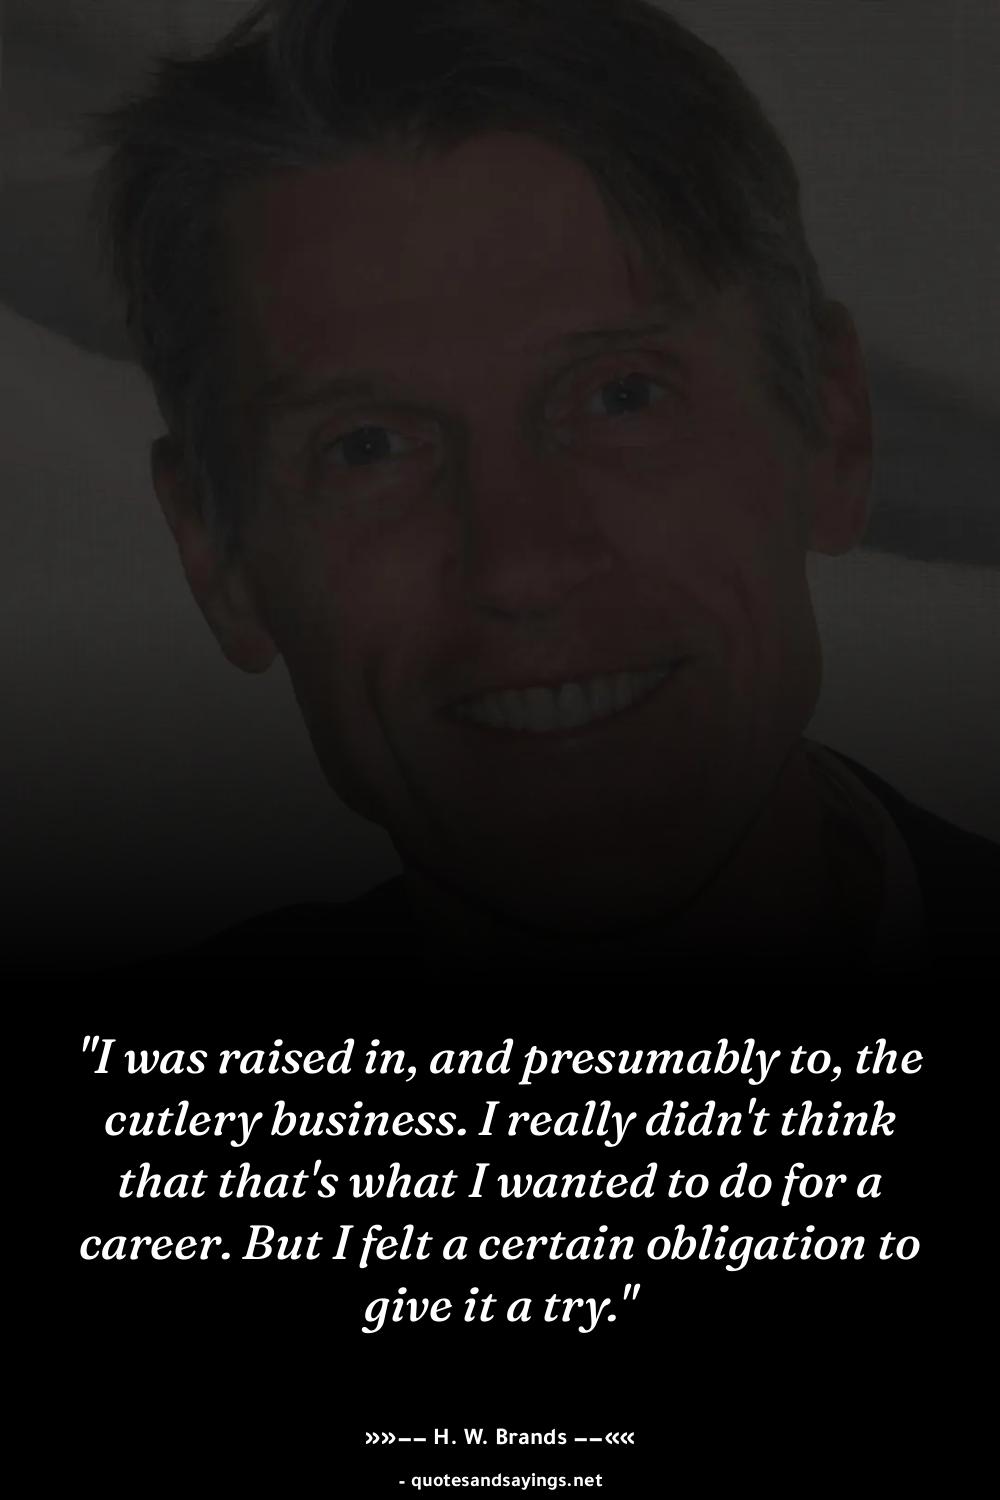 "I was raised in, and presumably to, the
cutlery business. I really didn't think
that that's what I wanted to do for a
career. But I felt a certain obligation to
give it a try."
»»−− H. W. Brands −−««
- quotesandsayings.net